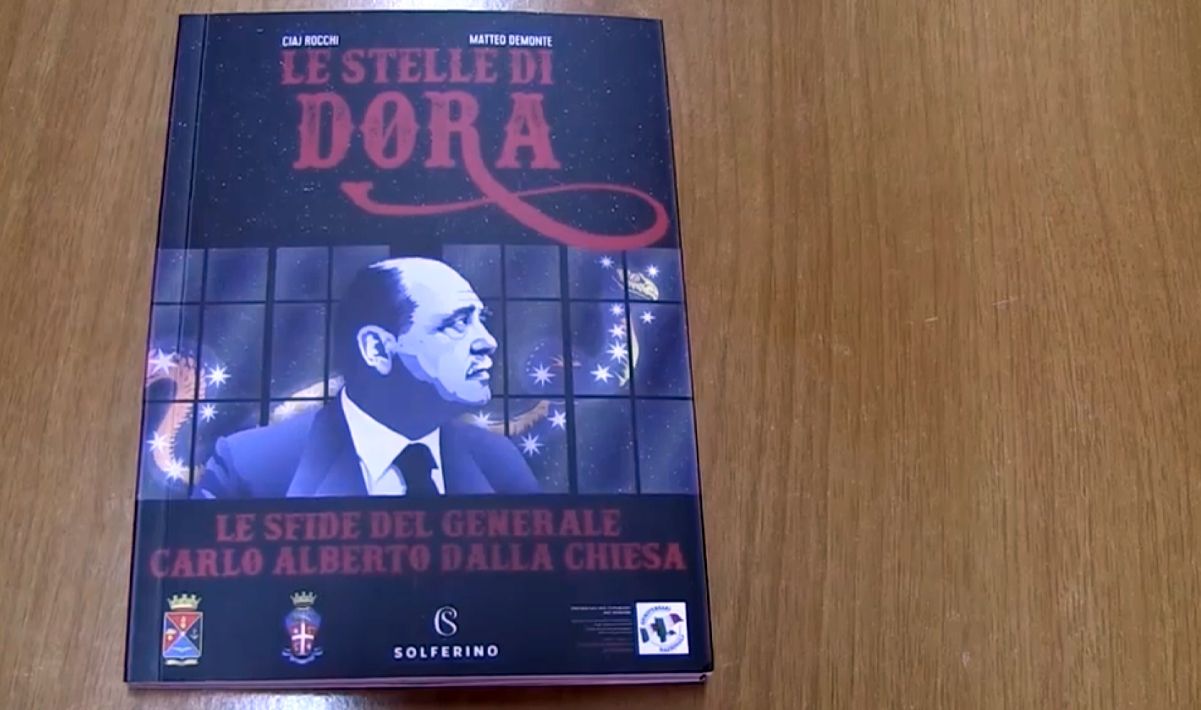 CIAJ ROCCHI
MATTEO DEMONTE
LE STELLE DI
DORA
LE SFIDE DEL GENERALE
CARLO ALBERTO DALLA CHIESA
SOLFERINO